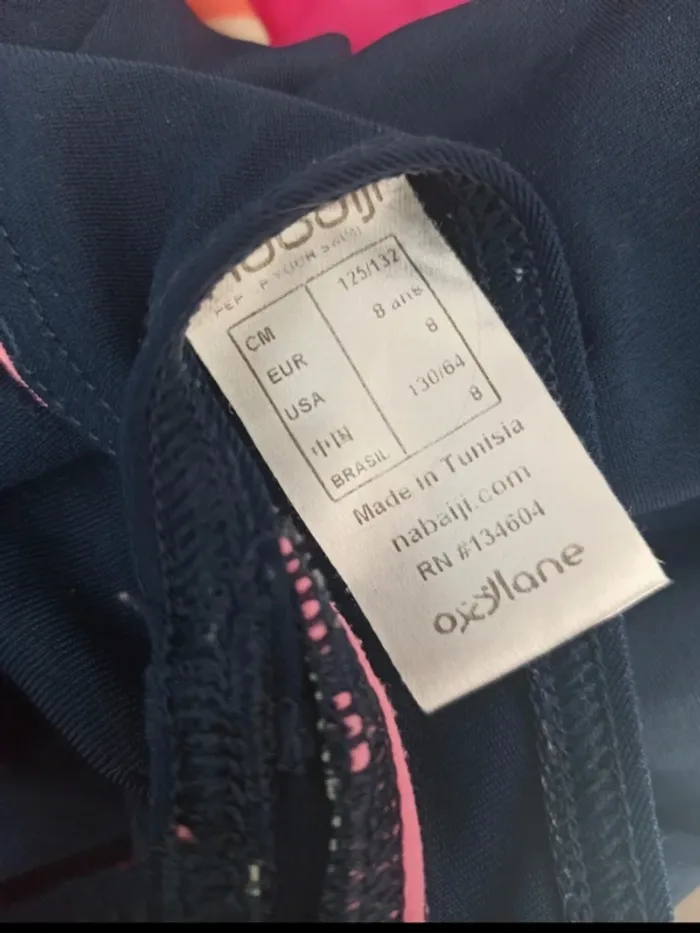 nabaiji
CM 125/132
EUR 8 ans
USA 8
中国 130/64
BRASIL 8
Made in Tunisia
nabaiji.com
RN #134604
oxylane